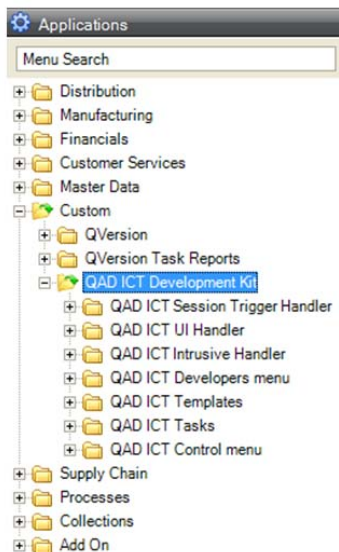 Applications
Menu Search
Distribution
Manufacturing
Financials
Customer Services
Master Data
Custom
QVersion
QVersion Task Reports
QAD ICT Development Kit
QAD ICT Session Trigger Handler
QAD ICT UI Handler
QAD ICT Intrusive Handler
QAD ICT Developers menu
QAD ICT Templates
QAD ICT Tasks
QAD ICT Control menu
Supply Chain
Processes
Collections
Add On